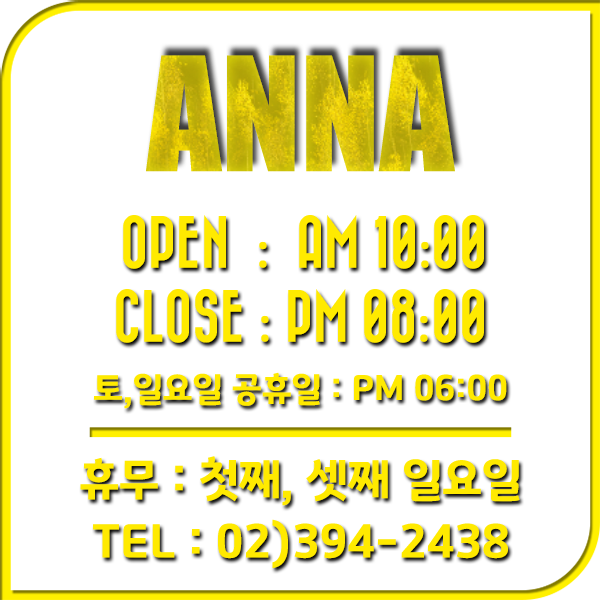 ANNA
OPEN : AM 10:00
CLOSE : PM 08:00
토,일요일 공휴일 : PM 06:00
휴무 : 첫째, 셋째 일요일
TEL : 02)394-2438